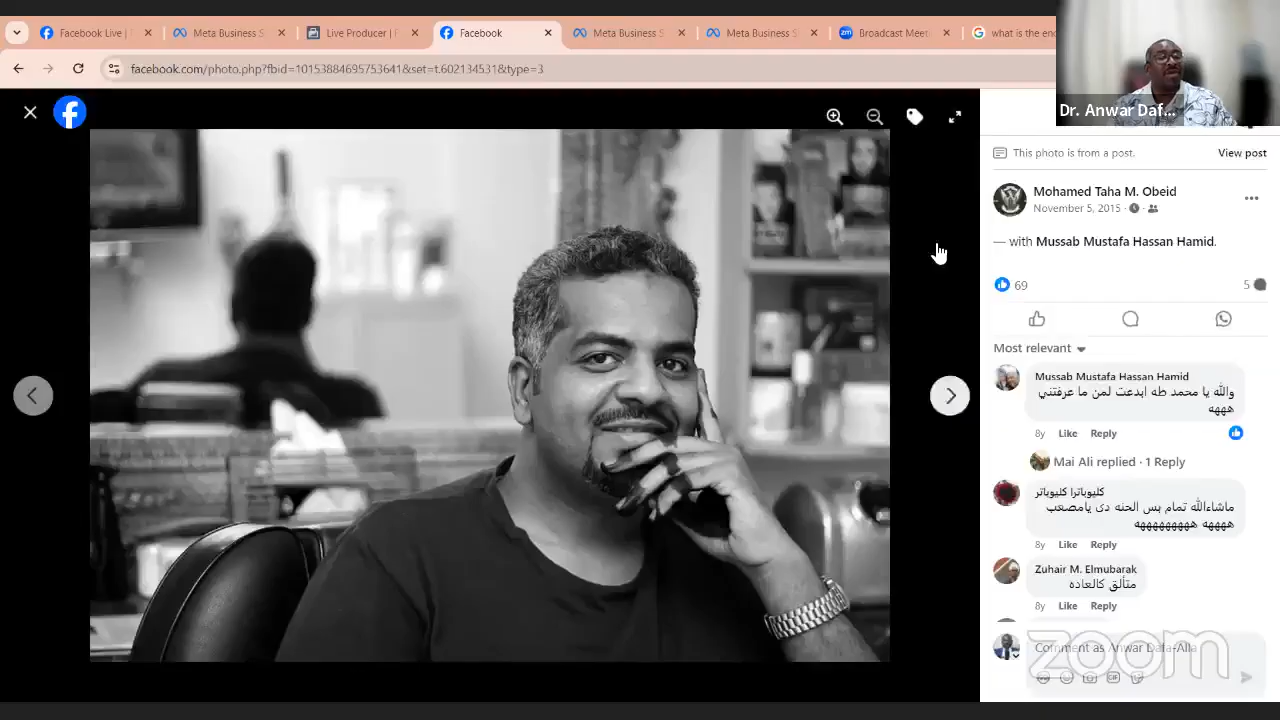 Facebook Live |
Meta Business S
Live Producer | F
Facebook
Meta Business S
Meta Business S
Broadcast Meeti
what is the end
facebook.com/photo.php?fbid=10153884695753641&set=t.602134531&type=3
Dr. Anwar Daf...
This photo is from a post.
View post
Mohamed Taha M. Obeid
November 5, 2015 ·
— with Mussab Mustafa Hassan Hamid.
69
5
Most relevant
Mussab Mustafa Hassan Hamid
والله يا محمد طه ابدعت لمن ما عرفتني
هههه
8y Like Reply
Mai Ali replied · 1 Reply
كليوباترا كليوباتر
ماشاءالله تمام بس الحنه دى يامصعب
8y Like Reply
Zuhair M. Elmubarak
متألق كالعاده
8y Like Reply
Comment as Anwar Dafa-Alla
zoom